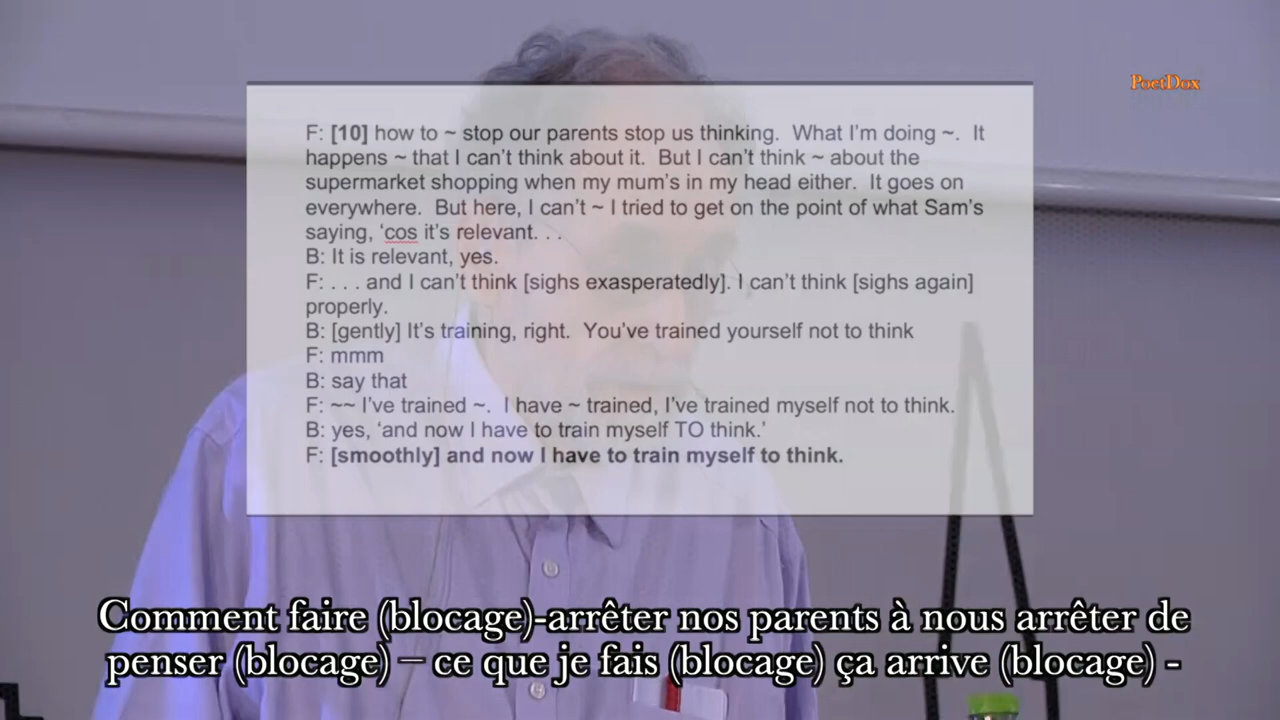 PoetDox
F: [10] how to ~ stop our parents stop us thinking. What I'm doing ~. It
happens ~ that I can't think about it. But I can't think ~ about the
supermarket shopping when my mum's in my head either. It goes on
everywhere. But here, I can't ~ I tried to get on the point of what Sam's
saying, ‘cos it's relevant. . .
B: It is relevant, yes.
F: . . . and I can't think [sighs exasperatedly]. I can't think [sighs again]
properly.
B: [gently] It's training, right. You've trained yourself not to think
F: mmm
B: say that
F: ~~ I've trained ~. I have ~ trained, I've trained myself not to think.
B: yes, ‘and now I have to train myself TO think.’
F: [smoothly] and now I have to train myself to think.
Comment faire (blocage)-arrêter nos parents à nous arrêter de
penser (blocage) – ce que je fais (blocage) ça arrive (blocage) -